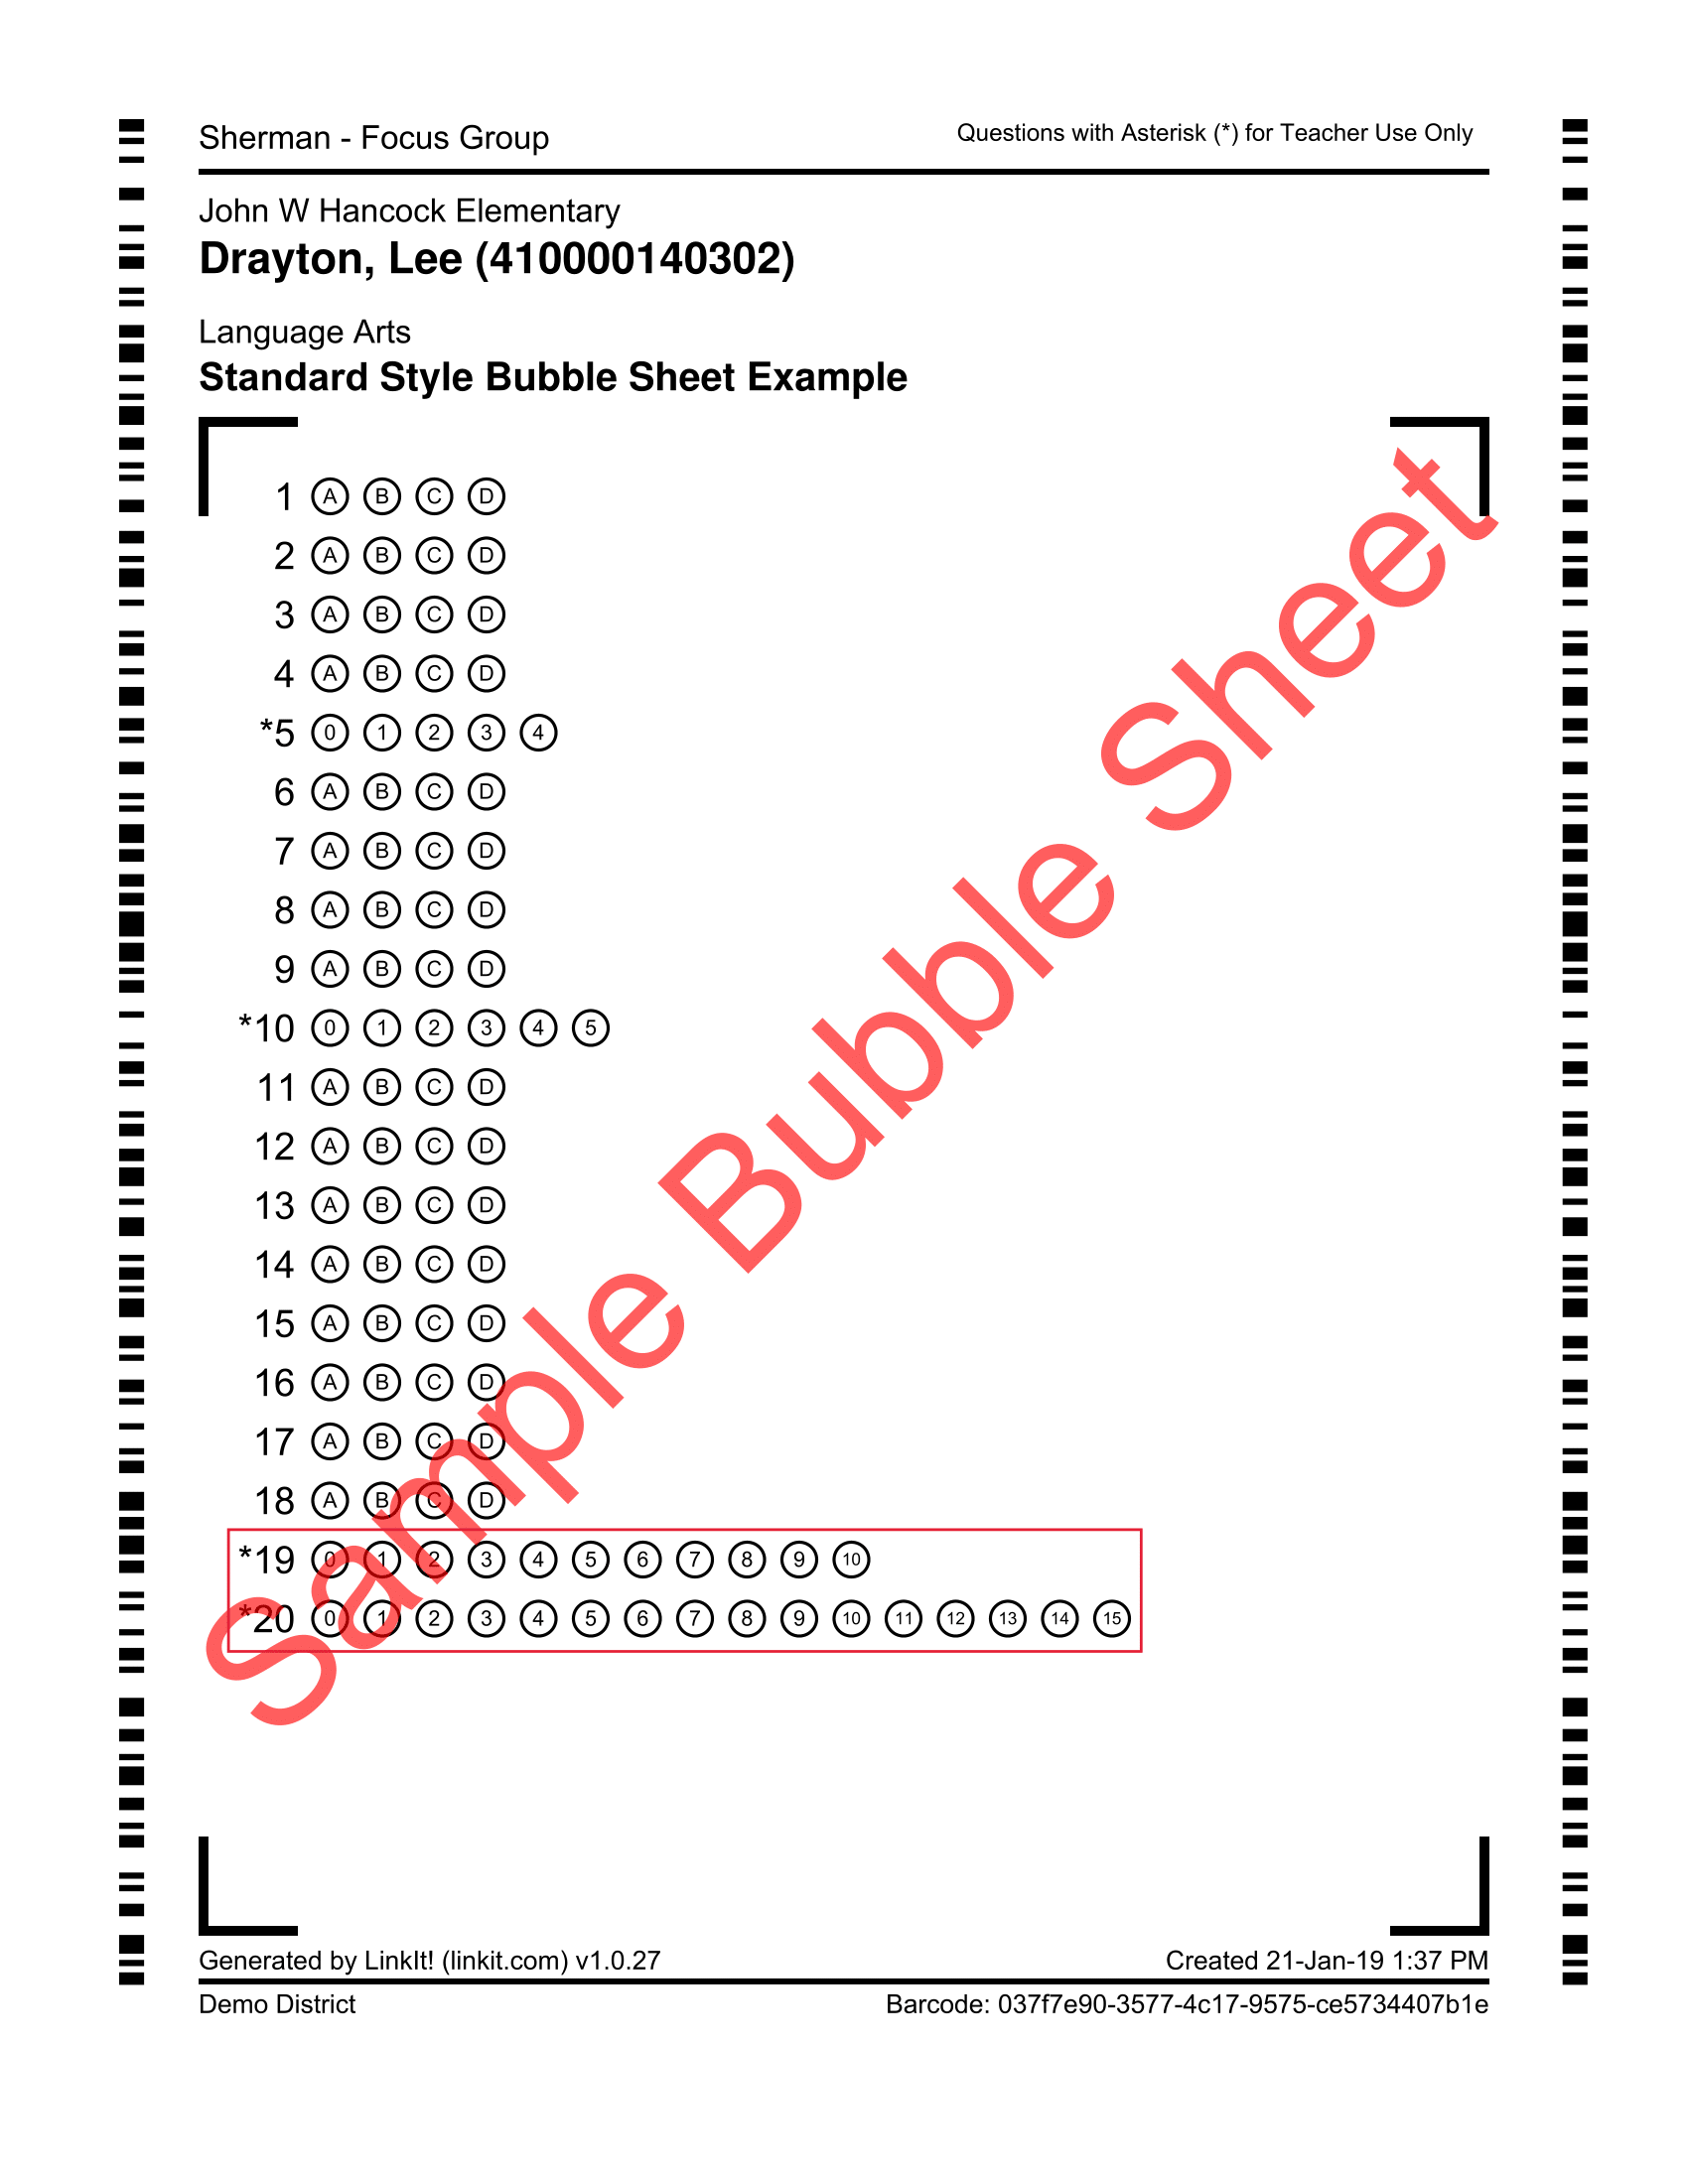 Sherman - Focus Group
Questions with Asterisk (*) for Teacher Use Only
John W Hancock Elementary
Drayton, Lee (410000140302)
Language Arts
Standard Style Bubble Sheet Example
1 A B C D
2 A B C D
3 A B C D
4 A B C D
*5 0 1 2 3 4
6 A B C D
7 A B C D
8 A B C D
9 A B C D
*10 0 1 2 3 4 5
11 A B C D
12 A B C D
13 A B C D
14 A B C D
15 A B C D
16 A B C D
17 A B C D
18 A B C D
*19 0 1 2 3 4 5 6 7 8 9 10
*20 0 1 2 3 4 5 6 7 8 9 10 11 12 13 14 15
Sample Bubble Sheet
Generated by LinkIt! (linkit.com) v1.0.27
Created 21-Jan-19 1:37 PM
Demo District
Barcode: 037f7e90-3577-4c17-9575-ce5734407b1e